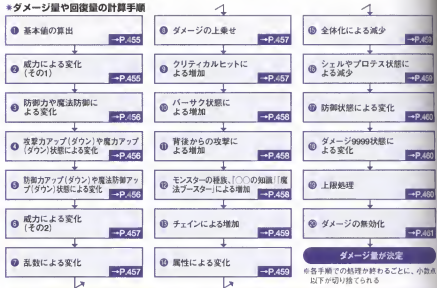 *ダメージ量や回復量の計算手順
❶ 基本値の算出
→P.455
❷ 威力による変化
(その1)
→P.455
❸ 防御力や魔法防御に
よる変化
→P.456
❹ 攻撃力アップ(ダウン)や魔力アップ
(ダウン)状態による変化
→P.456
❺ 防御力アップ(ダウン)や魔法防御アッ
プ(ダウン)状態による変化
→P.456
❻ 威力による変化
(その2)
→P.457
❼ 乱数による変化
→P.457
❽ ダメージの上乗せ
→P.457
❾ クリティカルヒットに
よる増加
→P.457
❿ バーサク状態に
よる増加
→P.458
⓫ 背後からの攻撃に
よる増加
→P.458
⓬ モンスターの種族、「○○の知識」「魔
法ブースター」による増加
→P.458
⓭ チェインによる増加
→P.459
⓮ 属性による変化
→P.459
⓯ 全体化による減少
→P.459
⓰ シェルやプロテス状態に
よる減少
→P.459
⓱ 防御状態による変化
→P.460
⓲ ダメージ9999状態に
よる変化
→P.460
⓳ 上限処理
→P.460
⓴ ダメージの無効化
→P.461
ダメージ量が決定
※各手順での処理が終わるごとに、小数点
以下が切り捨てられる